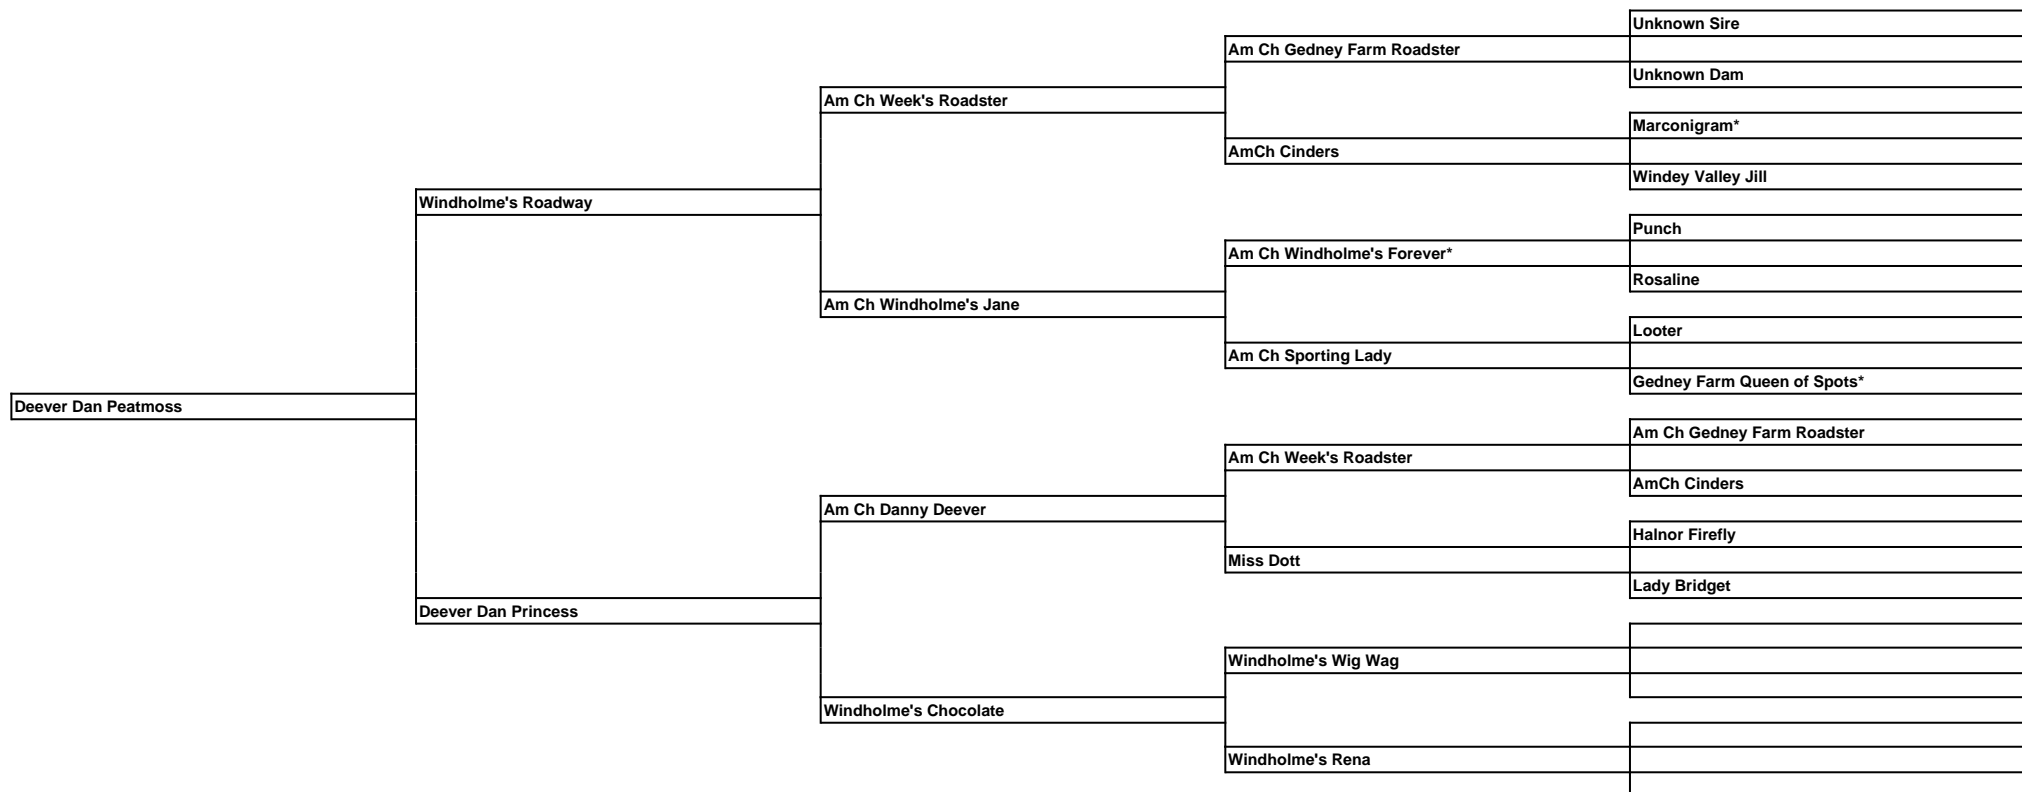 Unknown Sire
Am Ch Gedney Farm Roadster
Unknown Dam
Am Ch Week's Roadster
Marconigram*
AmCh Cinders
Windey Valley Jill
Windholme's Roadway
Punch
Am Ch Windholme's Forever*
Rosaline
Am Ch Windholme's Jane
Looter
Am Ch Sporting Lady
Gedney Farm Queen of Spots*
Deever Dan Peatmoss
Am Ch Gedney Farm Roadster
Am Ch Week's Roadster
AmCh Cinders
Am Ch Danny Deever
Halnor Firefly
Miss Dott
Lady Bridget
Deever Dan Princess
Windholme's Wig Wag
Windholme's Chocolate
Windholme's Rena